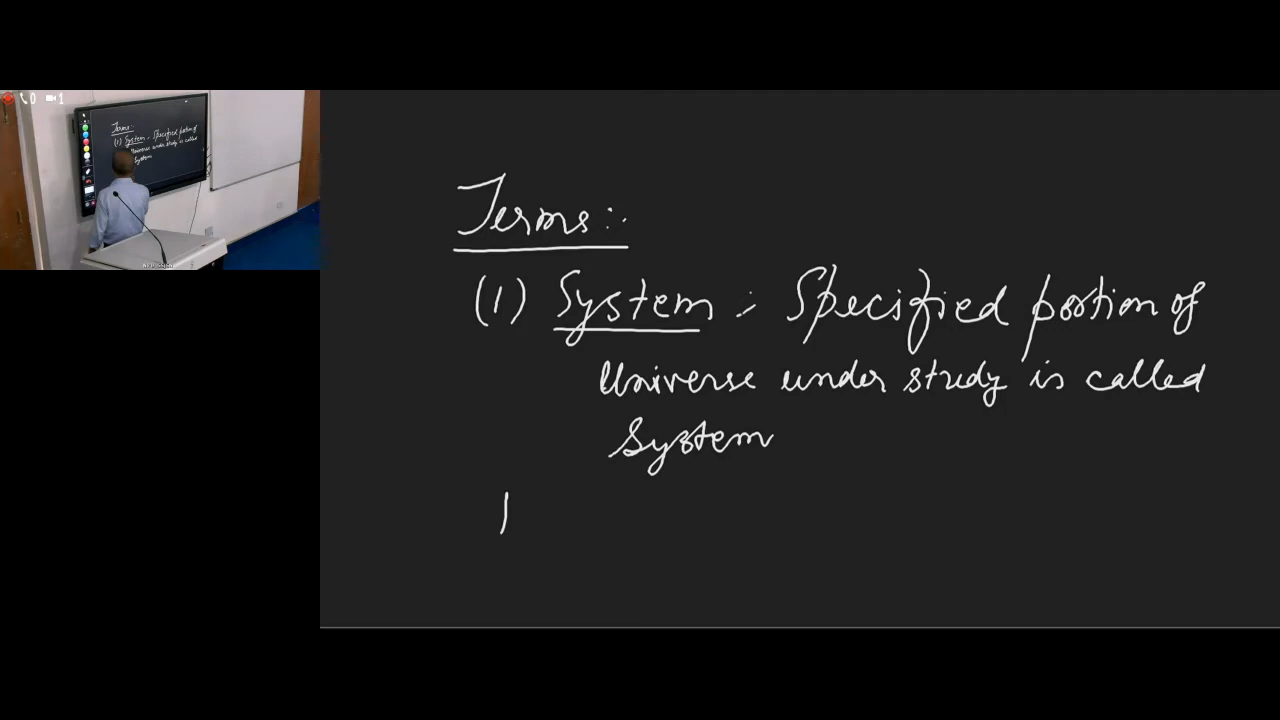 Terms:-
(1) System :- Specified portion of
Universe under study is called
System